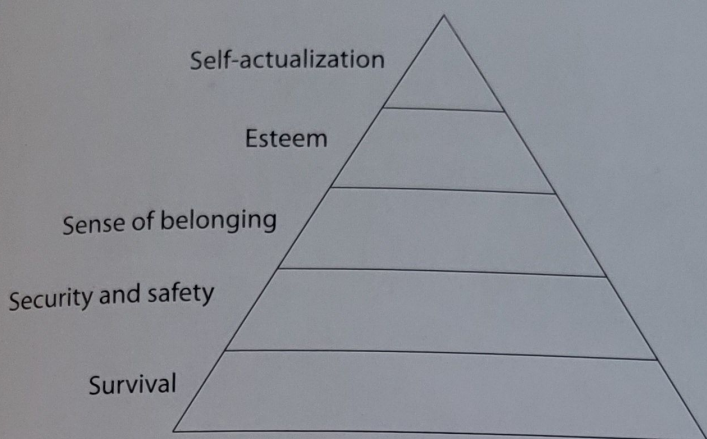 Self-actualization
Esteem
Sense of belonging
Security and safety
Survival